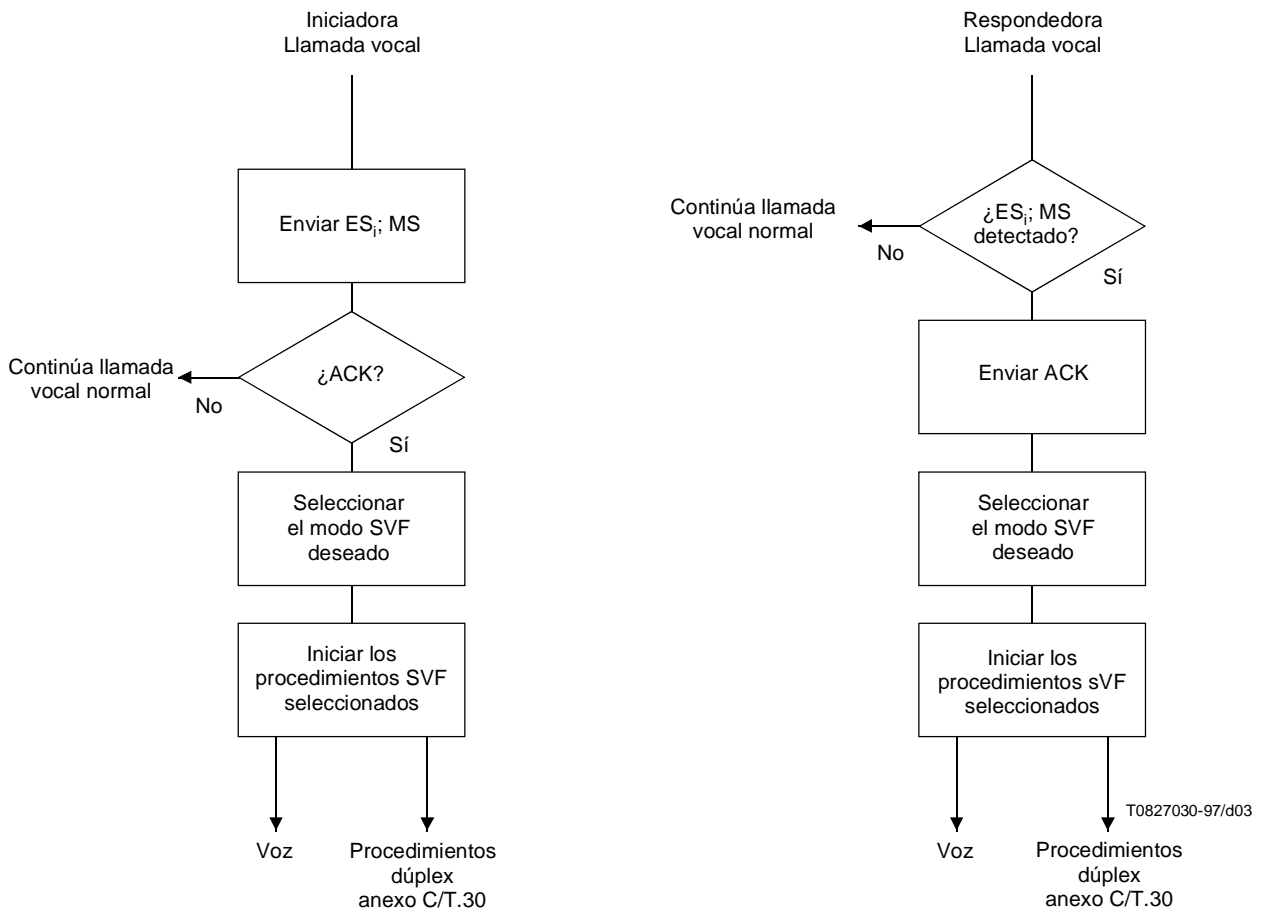 Iniciadora
Llamada vocal
Enviar ESi; MS
¿ACK?
Continúa llamada
vocal normal
No
Sí
Seleccionar
el modo SVF
deseado
Iniciar los
procedimientos SVF
seleccionados
Voz
Procedimientos
dúplex
anexo C/T.30
Respondedora
Llamada vocal
¿ESi; MS
detectado?
Continúa llamada
vocal normal
No
Sí
Enviar ACK
Seleccionar
el modo SVF
deseado
Iniciar los
procedimientos sVF
seleccionados
T0827030-97/d03
Voz
Procedimientos
dúplex
anexo C/T.30